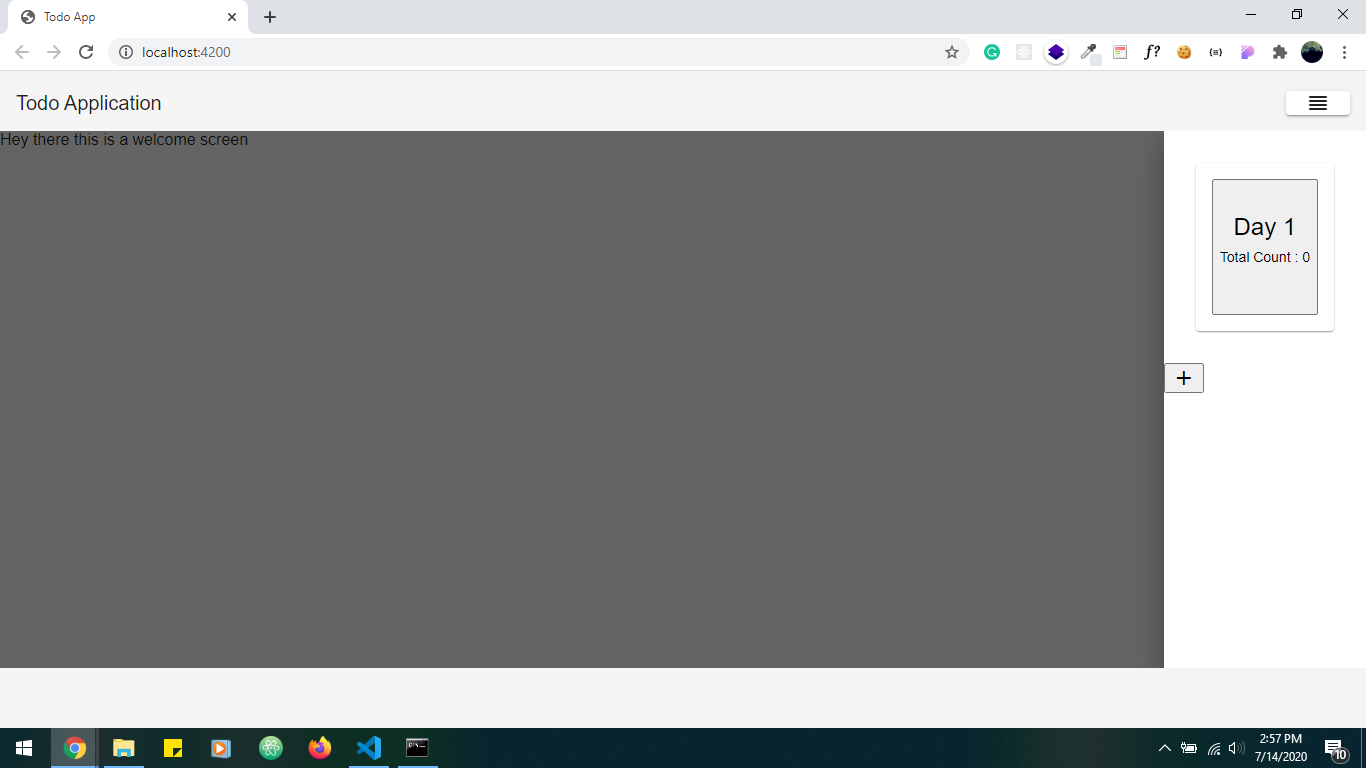 Todo App
localhost:4200
f?
Todo Application
Hey there this is a welcome screen
Day 1
Total Count : 0
+
2:57 PM
7/14/2020
10